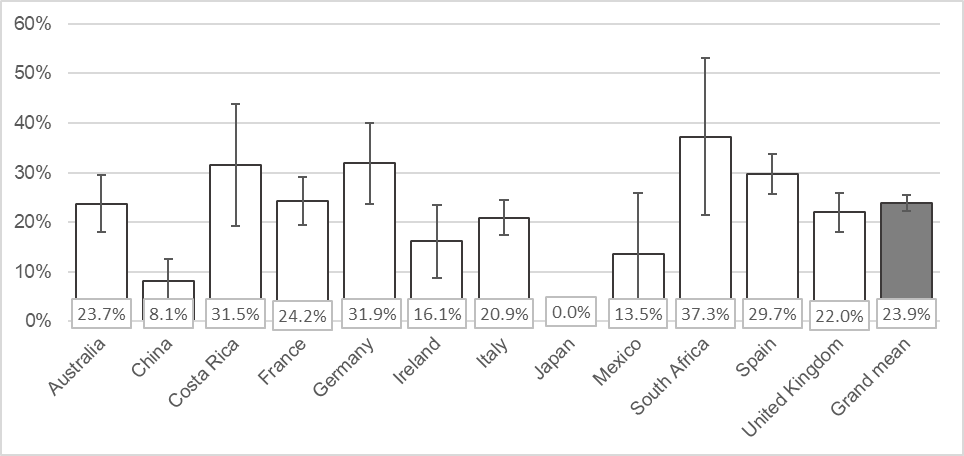 60%
50%
40%
30%
20%
10%
0%
23.7% 8.1% 31.5% 24.2% 31.9% 16.1% 20.9% 0.0% 13.5% 37.3% 29.7% 22.0% 23.9%
Australia
China
Costa Rica
France
Germany
Ireland
Italy
Japan
Mexico
South Africa
Spain
United Kingdom
Grand mean